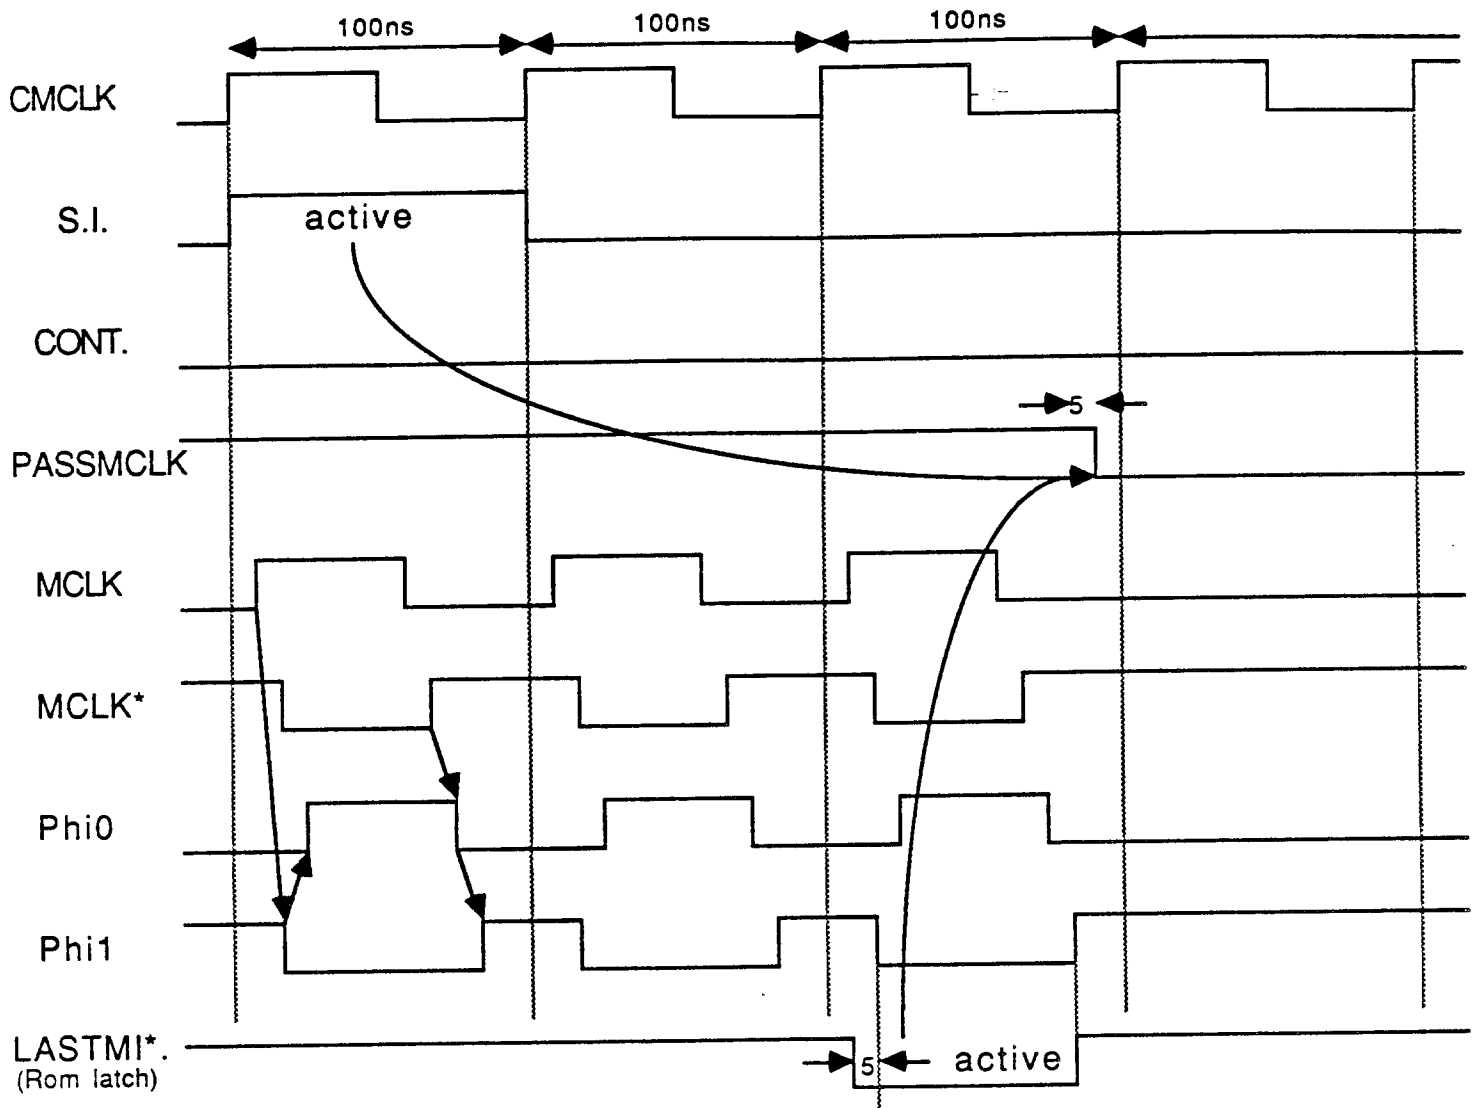 100ns 100ns 100ns
CMCLK
S.I. active
CONT.
5
PASSMCLK
MCLK
MCLK*
Phi0
Phi1
LASTMI*. 5 active
(Rom latch)